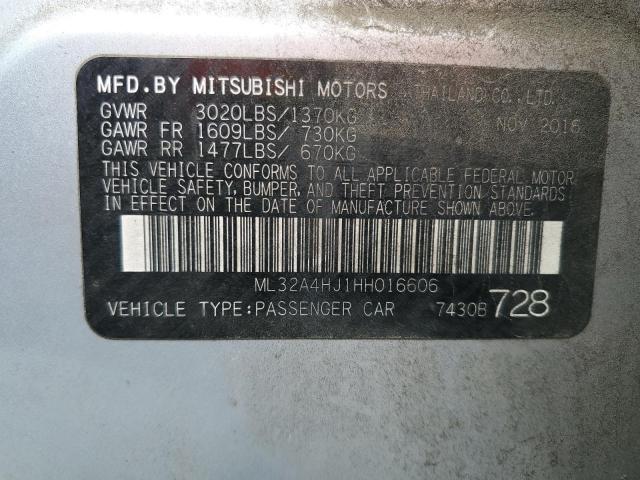 MFD.BY MITSUBISHI MOTORS (THAILAND) CO., LTD.
GVWR 3020LBS/1370KG NOV 2016
GAWR FR 1609LBS/ 730KG
GAWR RR 1477LBS/ 670KG
THIS VEHICLE CONFORMS TO ALL APPLICABLE FEDERAL MOTOR
VEHICLE SAFETY, BUMPER, AND THEFT PREVENTION STANDARDS
IN EFFECT ON THE DATE OF MANUFACTURE SHOWN ABOVE.
ML32A4HJ1HH016606
VEHICLE TYPE:PASSENGER CAR 7430B 728